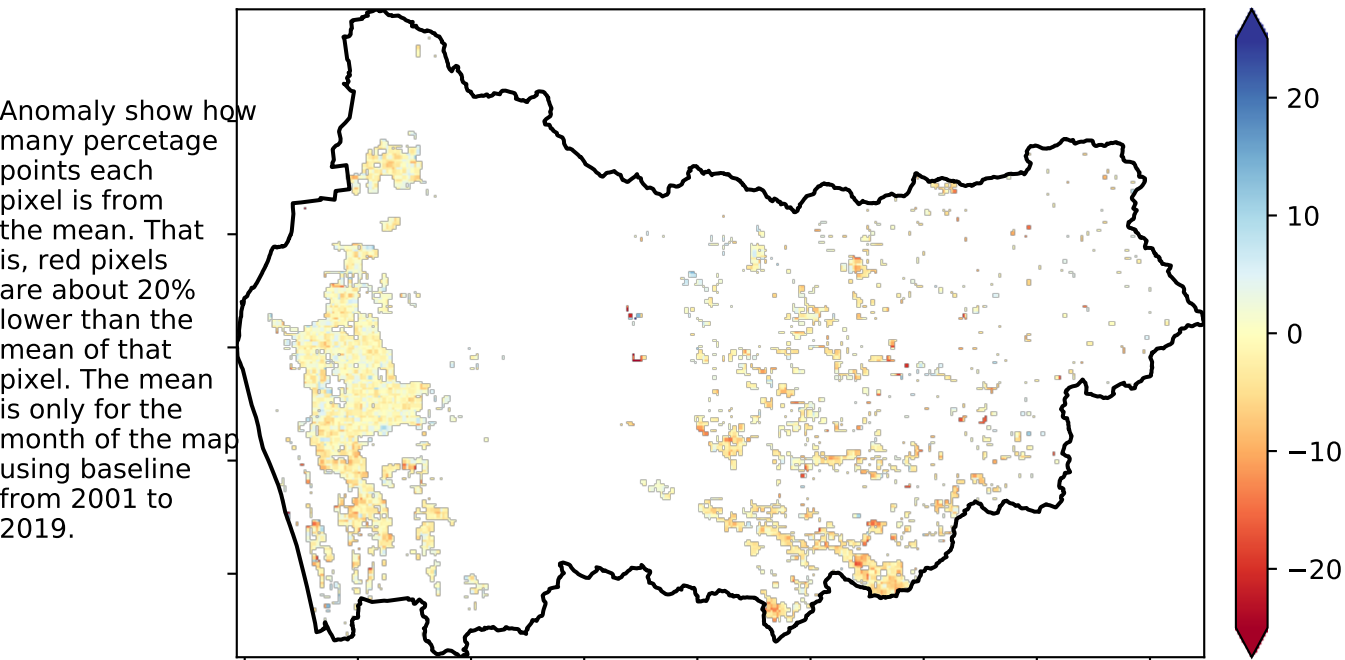 Anomaly show how
many percetage
points each
pixel is from
the mean. That
is, red pixels
are about 20%
lower than the
mean of that
pixel. The mean
is only for the
month of the map
using baseline
from 2001 to
2019.
20
10
0
−10
−20